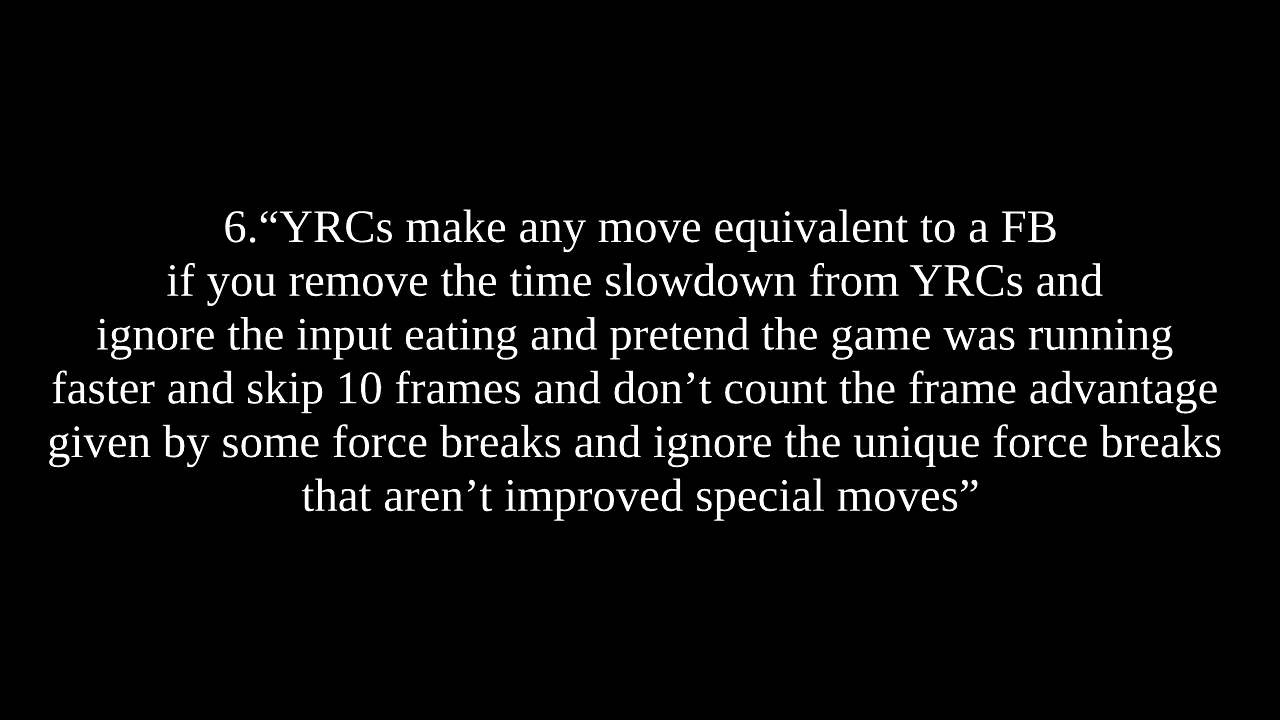 6.“YRCs make any move equivalent to a FB
if you remove the time slowdown from YRCs and
ignore the input eating and pretend the game was running
faster and skip 10 frames and don’t count the frame advantage
given by some force breaks and ignore the unique force breaks
that aren’t improved special moves”